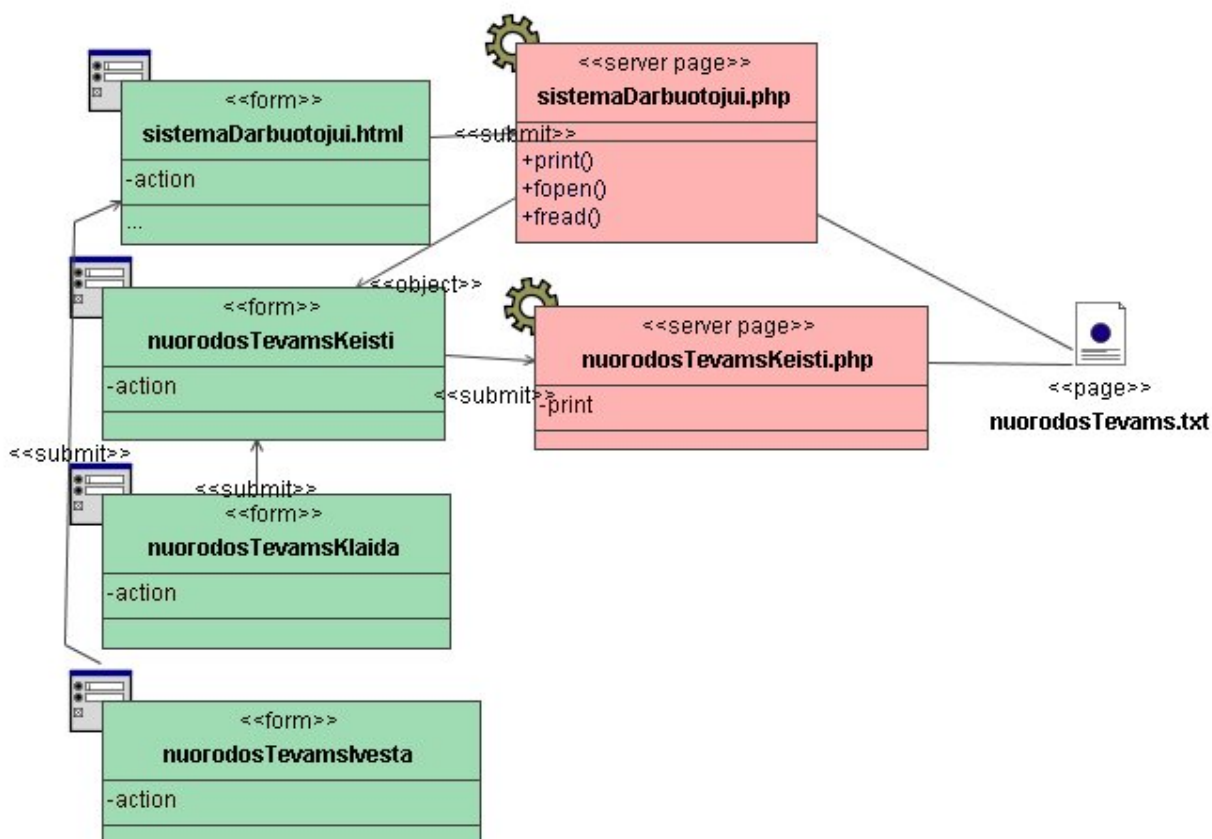 <<form>>
sistemaDarbuotojui.html
-action
...
<<submit>>
<<server page>>
sistemaDarbuotojui.php
+print()
+fopen()
+fread()
<<object>>
<<form>>
nuorodosTevamsKeisti
-action
<<submit>>
<<server page>>
nuorodosTevamsKeisti.php
-print
<<page>>
nuorodosTevams.txt
<<submit>>
<<submit>>
<<form>>
nuorodosTevamsKlaida
-action
<<form>>
nuorodosTevamsIvesta
-action